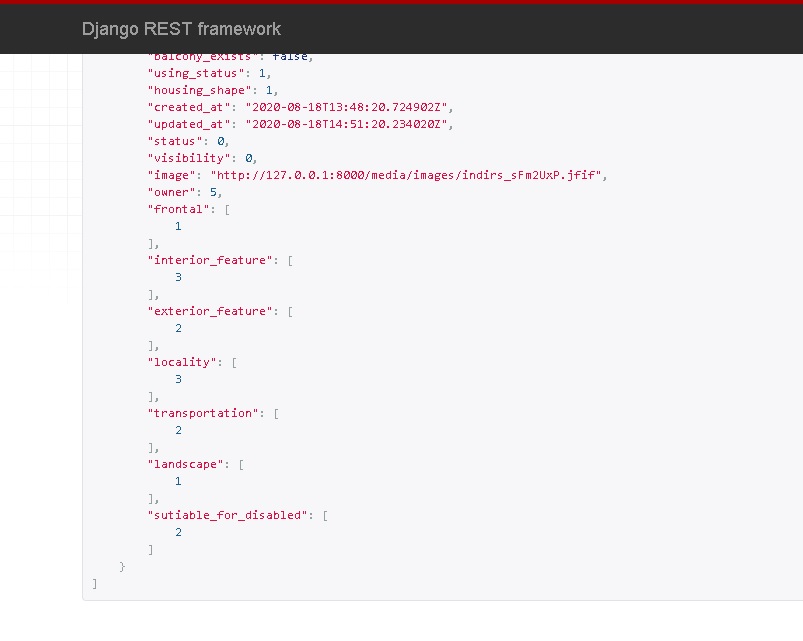 Django REST framework
"balcony_exists": false,
"using_status": 1,
"housing_shape": 1,
"created_at": "2020-08-18T13:48:20.724902Z",
"updated_at": "2020-08-18T14:51:20.234020Z",
"status": 0,
"visibility": 0,
"image": "http://127.0.0.1:8000/media/images/indirs_sFm2UxP.jfif",
"owner": 5,
"frontal": [
1
],
"interior_feature": [
3
],
"exterior_feature": [
2
],
"locality": [
3
],
"transportation": [
2
],
"landscape": [
1
],
"sutiable_for_disabled": [
2
]
}
]